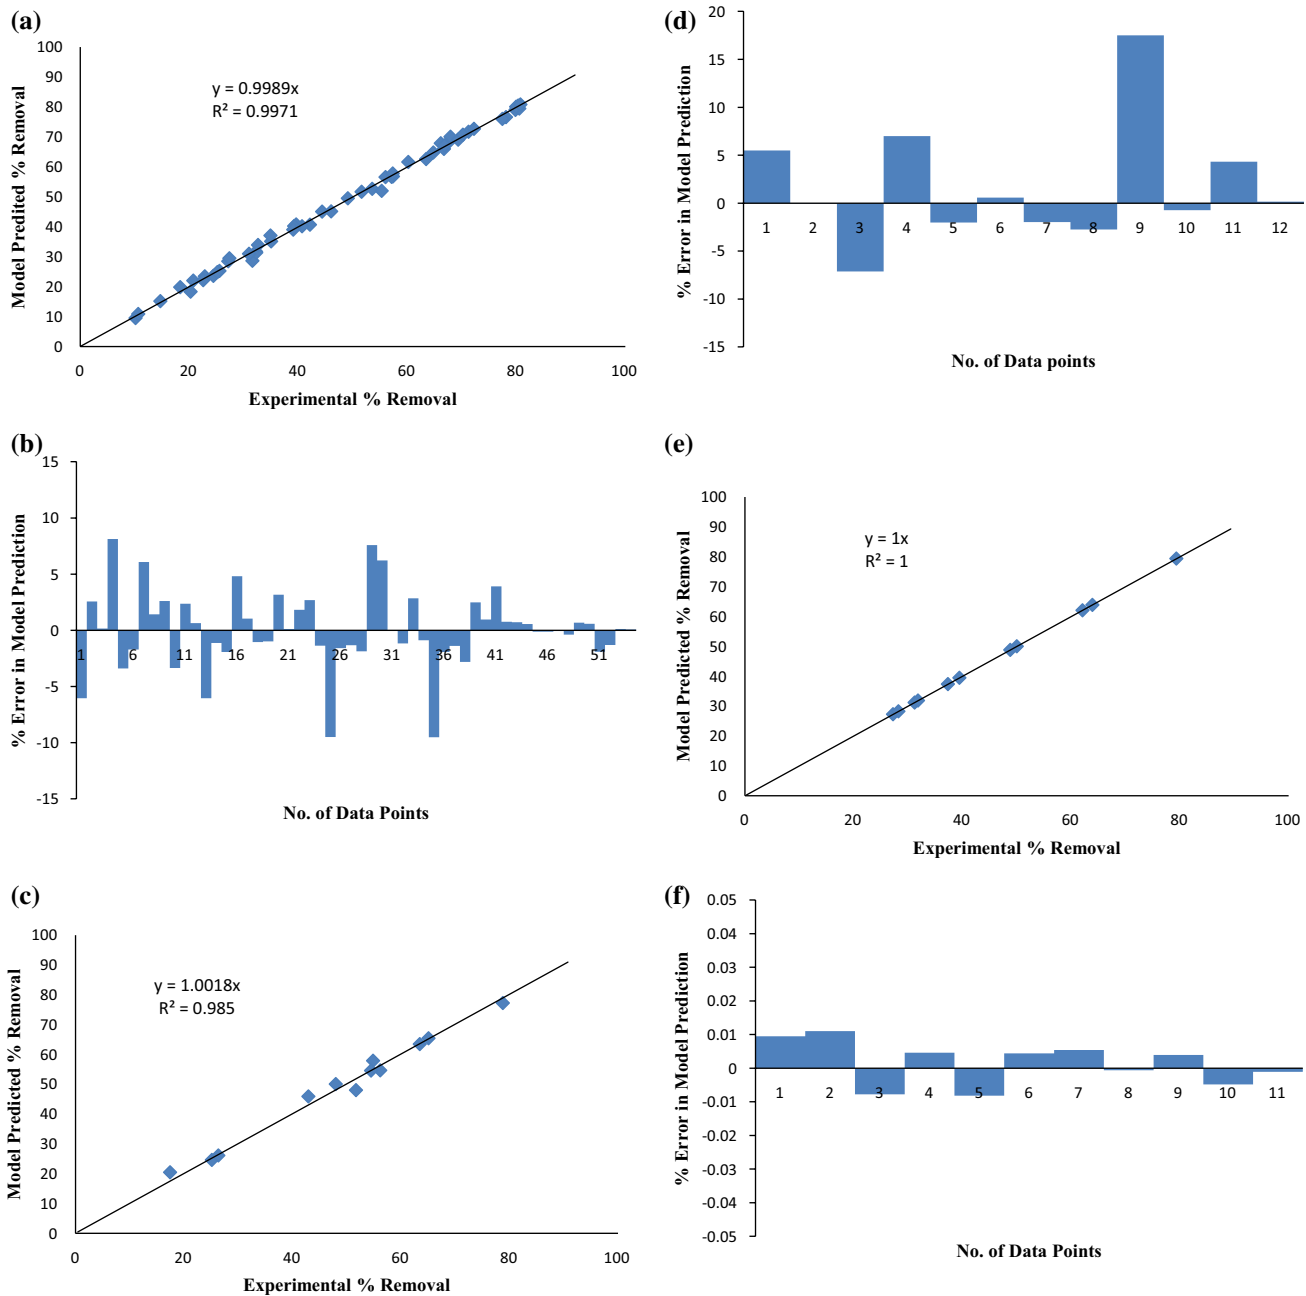 (a)
Model Predited % Removal
100
90
80
70
60
50
40
30
20
10
0
y = 0.9989x
R² = 0.9971
0 20 40 60 80 100
Experimental % Removal
(b)
% Error in Model Prediction
15
10
5
0
-5
-10
-15
1 6 11 16 21 26 31 36 41 46 51
No. of Data Points
(c)
Model Predicted % Removal
100
90
80
70
60
50
40
30
20
10
0
y = 1.0018x
R² = 0.985
0 20 40 60 80 100
Experimental % Removal
(d)
% Error in Model Prediction
20
15
10
5
0
-5
-10
-15
1 2 3 4 5 6 7 8 9 10 11 12
No. of Data points
(e)
Model Predicted % Removal
100
90
80
70
60
50
40
30
20
10
0
y = 1x
R² = 1
0 20 40 60 80 100
Experimental % Removal
(f)
% Error in Model Prediction
0.05
0.04
0.03
0.02
0.01
0
-0.01
-0.02
-0.03
-0.04
-0.05
1 2 3 4 5 6 7 8 9 10 11
No. of Data Points